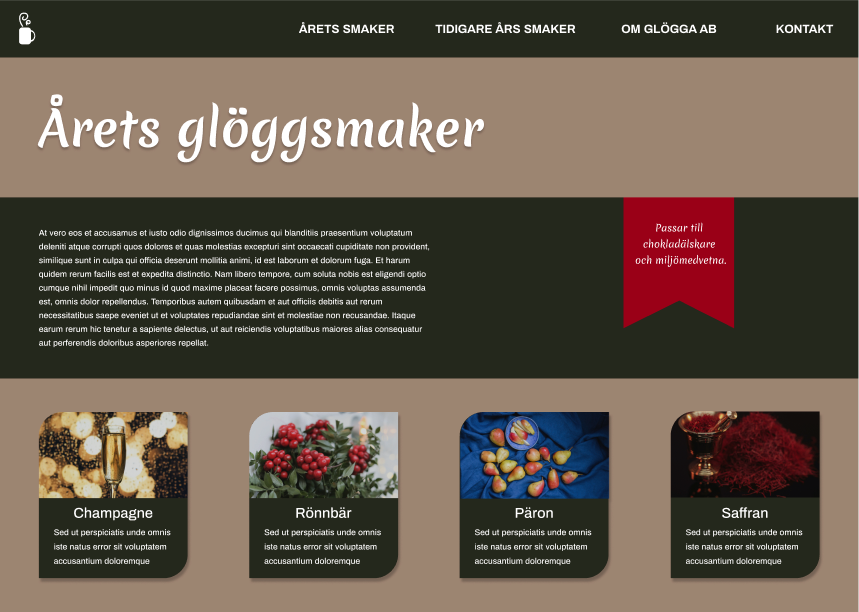 ÅRETS SMAKER
TIDIGARE ÅRS SMAKER
OM GLÖGGA AB
KONTAKT
Årets glöggsmaker
At vero eos et accusamus et iusto odio dignissimos ducimus qui blanditiis praesentium voluptatum
deleniti atque corrupti quos dolores et quas molestias excepturi sint occaecati cupiditate non provident,
similique sunt in culpa qui officia deserunt mollitia animi, id est laborum et dolorum fuga. Et harum
quidem rerum facilis est et expedita distinctio. Nam libero tempore, cum soluta nobis est eligendi optio
cumque nihil impedit quo minus id quod maxime placeat facere possimus, omnis voluptas assumenda
est, omnis dolor repellendus. Temporibus autem quibusdam et aut officiis debitis aut rerum
necessitatibus saepe eveniet ut et voluptates repudiandae sint et molestiae non recusandae. Itaque
earum rerum hic tenetur a sapiente delectus, ut aut reiciendis voluptatibus maiores alias consequatur
aut perferendis doloribus asperiores repellat.
Passar till
chokladälskare
och miljömedvetna.
Champagne
Sed ut perspiciatis unde omnis
iste natus error sit voluptatem
accusantium doloremque
Rönnbär
Sed ut perspiciatis unde omnis
iste natus error sit voluptatem
accusantium doloremque
Päron
Sed ut perspiciatis unde omnis
iste natus error sit voluptatem
accusantium doloremque
Saffran
Sed ut perspiciatis unde omnis
iste natus error sit voluptatem
accusantium doloremque